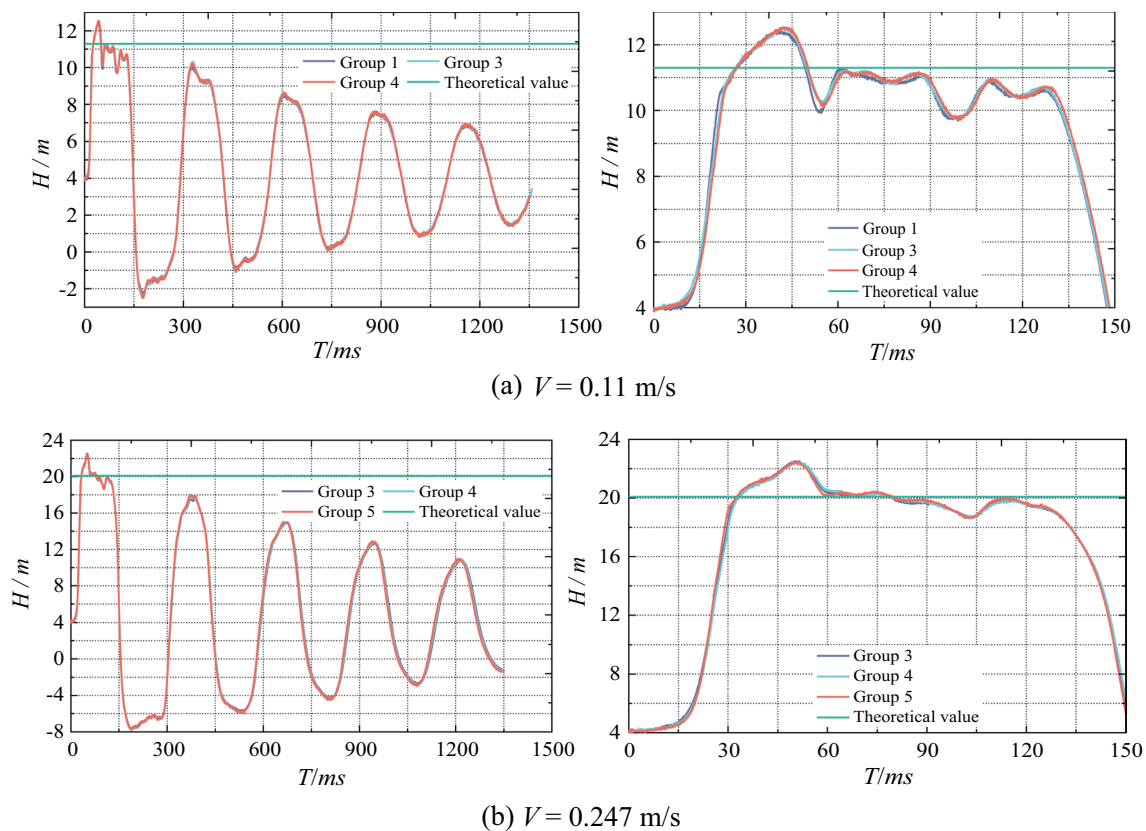 12
10
8
6
4
2
0
-2
H / m
Group 1
Group 3
Group 4
Theoretical value
0
300
600
900
1200
1500
T/ms
12
10
8
6
4
H / m
Group 1
Group 3
Group 4
Theoretical value
0
30
60
90
120
150
T/ms
(a) V = 0.11 m/s
24
20
16
12
8
4
0
-4
-8
H / m
Group 3
Group 4
Group 5
Theoretical value
0
300
600
900
1200
1500
T/ms
24
20
16
12
8
4
H / m
Group 3
Group 4
Group 5
Theoretical value
0
30
60
90
120
150
T/ms
(b) V = 0.247 m/s